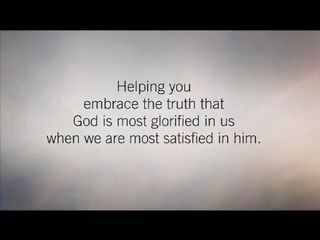 Helping you
embrace the truth that
God is most glorified in us
when we are most satisfied in him.